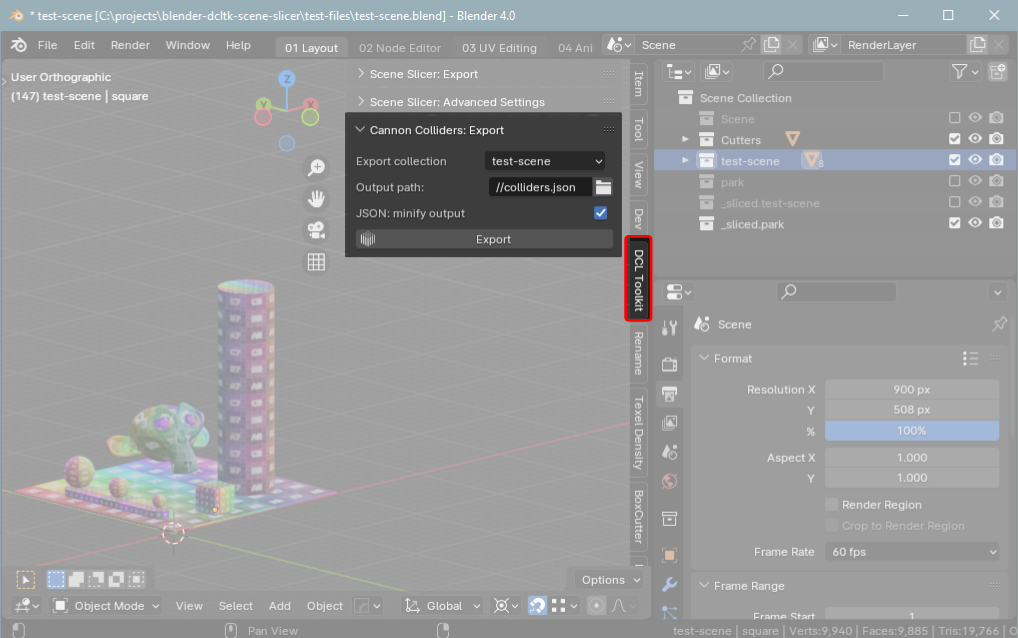 * test-scene [C:\projects\blender-dcltk-scene-slicer\test-files\test-scene.blend] - Blender 4.0
File Edit Render Window Help 01 Layout 02 Node Editor 03 UV Editing 04 Ani Scene RenderLayer
User Orthographic
(147) test-scene | square
Scene Slicer: Export
Scene Slicer: Advanced Settings
Cannon Colliders: Export
Export collection test-scene
Output path: //colliders.json
JSON: minify output
Export
Item
Tool
View
Dev
DCL Toolkit
Rename
Texel Density
BoxCutter
Scene Collection
Scene
Cutters
test-scene 8
park
_sliced.test-scene
_sliced.park
Scene
Format
Resolution X 900 px
Y 508 px
% 100%
Aspect X 1.000
Y 1.000
Render Region
Crop to Render Region
Frame Rate 60 fps
Frame Range
Frame Start 1
Options
Object Mode View Select Add Object Global
Pan View
test-scene | square | Verts:9,940 | Faces:9,885 | Tris:19,766 | O